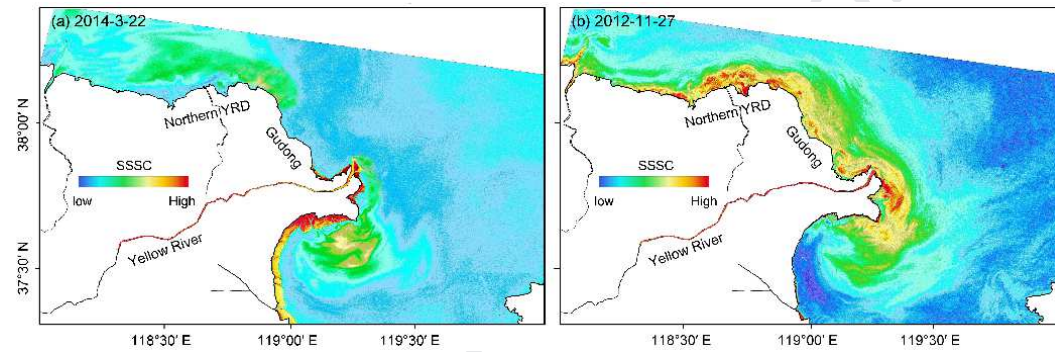 (a) 2014-3-22
Northern YRD
Gudong
SSSC
low
High
Yellow River
38°00' N
37°30' N
118°30' E
119°00' E
119°30' E
(b) 2012-11-27
Northern YRD
Gudong
SSSC
low
High
Yellow River
118°30' E
119°00' E
119°30' E